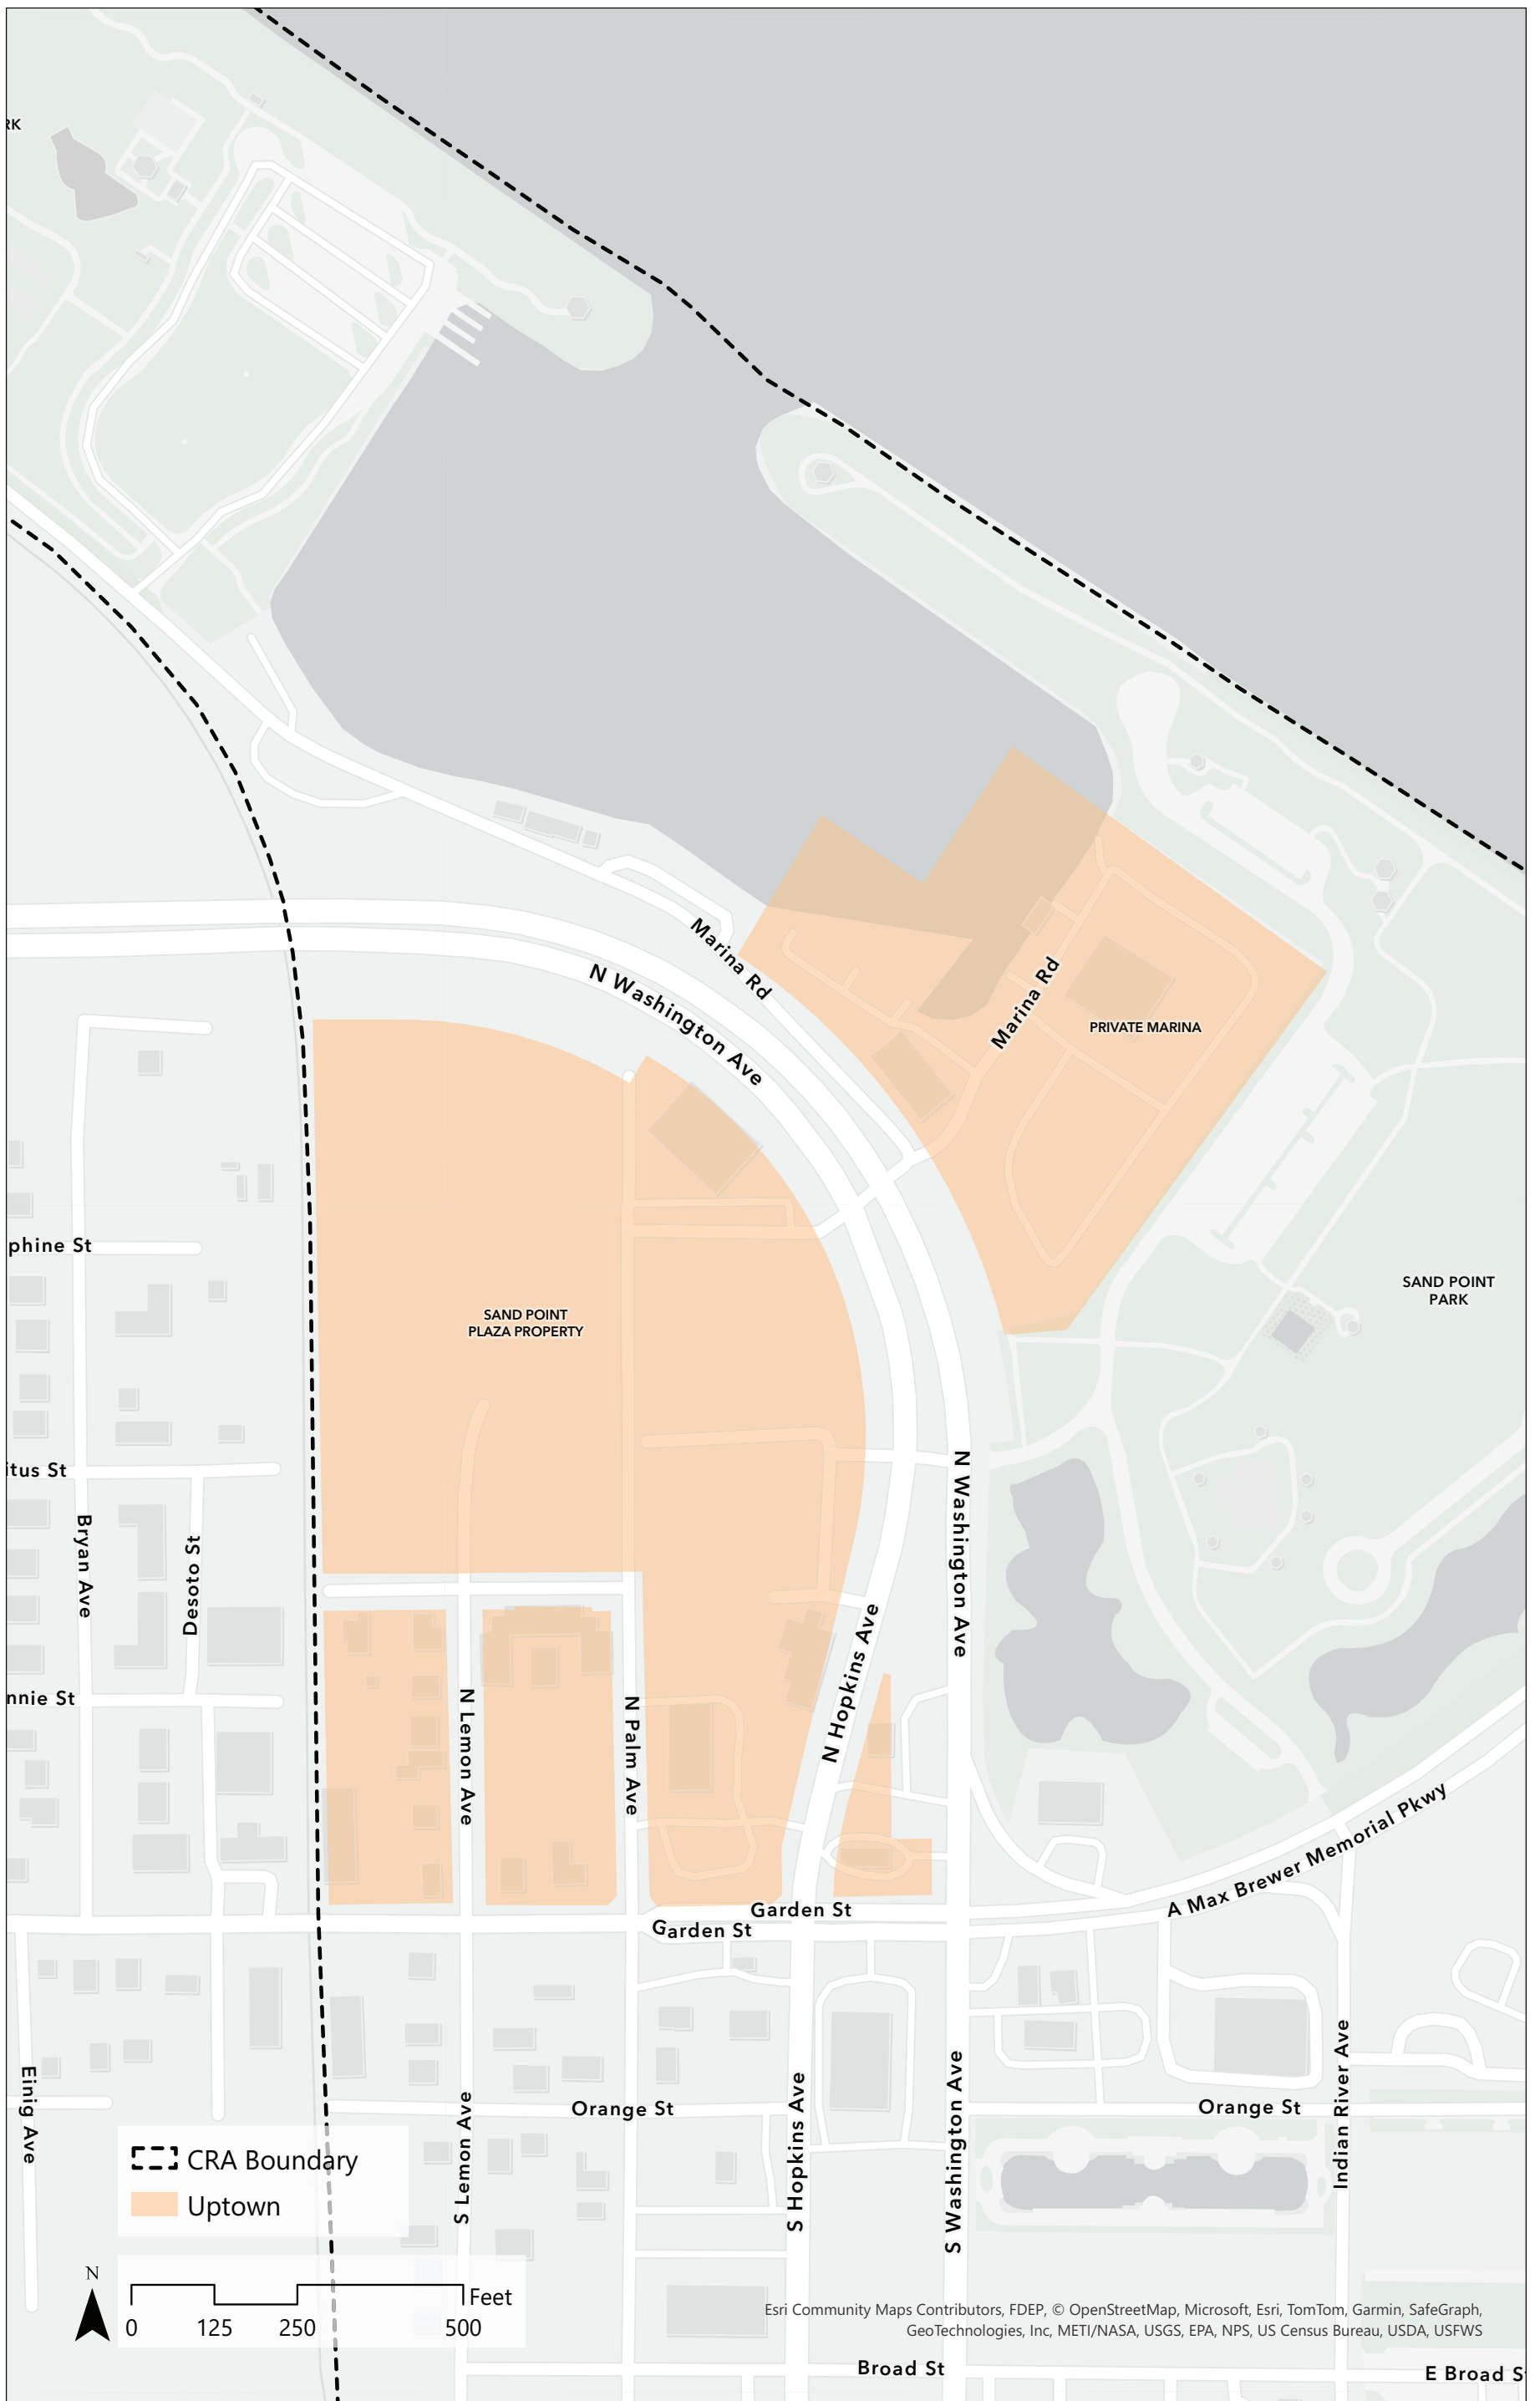 RK
Marina Rd
N Washington Ave
Marina Rd
PRIVATE MARINA
phine St
SAND POINT
PLAZA PROPERTY
SAND POINT
PARK
itus St
Bryan Ave
Desoto St
N Washington Ave
N Hopkins Ave
nnie St
N Lemon Ave
N Palm Ave
A Max Brewer Memorial Pkwy
Garden St
Garden St
Einig Ave
S Lemon Ave
Orange St
S Hopkins Ave
S Washington Ave
Orange St
Indian River Ave
CRA Boundary
Uptown
N
Feet
0 125 250 500
Esri Community Maps Contributors, FDEP, © OpenStreetMap, Microsoft, Esri, TomTom, Garmin, SafeGraph,
GeoTechnologies, Inc, METI/NASA, USGS, EPA, NPS, US Census Bureau, USDA, USFWS
Broad St
E Broad S